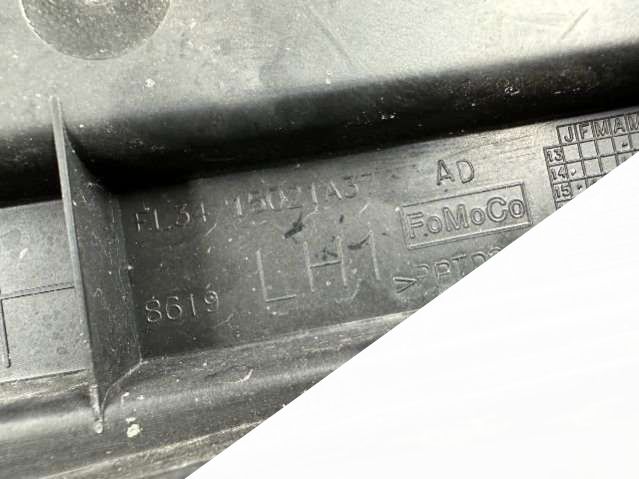 FL34 15021A37 AD
FoMoCo
LH1
8619
JFMAM
13
14
15